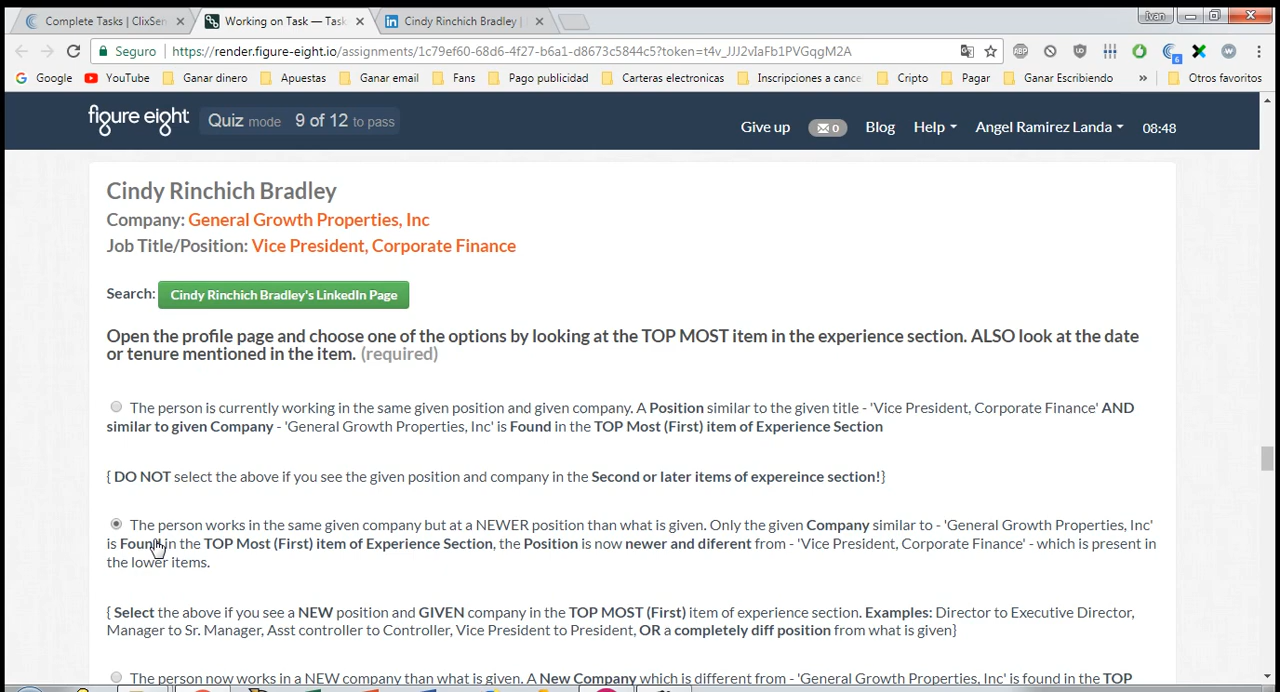 Complete Tasks | ClixSen
Working on Task — Task
Cindy Rinchich Bradley |
Ivan
Seguro
https://render.figure-eight.io/assignments/1c79ef60-68d6-4f27-b6a1-d8673c5844c5?token=t4v_JJJ2vIaFb1PVGqgM2A
Google YouTube Ganar dinero Apuestas Ganar email Fans Pago publicidad Carteras electronicas Inscripciones a cance Cripto Pagar Ganar Escribiendo » Otros favoritos
figure eight Quiz mode 9 of 12 to pass
Give up 0 Blog Help Angel Ramirez Landa 08:48
Cindy Rinchich Bradley
Company: General Growth Properties, Inc
Job Title/Position: Vice President, Corporate Finance
Search: Cindy Rinchich Bradley's LinkedIn Page
Open the profile page and choose one of the options by looking at the TOP MOST item in the experience section. ALSO look at the date
or tenure mentioned in the item. (required)
The person is currently working in the same given position and given company. A Position similar to the given title - 'Vice President, Corporate Finance' AND
similar to given Company - 'General Growth Properties, Inc' is Found in the TOP Most (First) item of Experience Section
{ DO NOT select the above if you see the given position and company in the Second or later items of expereince section!}
The person works in the same given company but at a NEWER position than what is given. Only the given Company similar to - 'General Growth Properties, Inc'
is Found in the TOP Most (First) item of Experience Section, the Position is now newer and diferent from - 'Vice President, Corporate Finance' - which is present in
the lower items.
{ Select the above if you see a NEW position and GIVEN company in the TOP MOST (First) item of experience section. Examples: Director to Executive Director,
Manager to Sr. Manager, Asst controller to Controller, Vice President to President, OR a completely diff position from what is given}
The person now works in a NEW company than what is given. A New Company which is different from - 'General Growth Properties, Inc' is found in the TOP